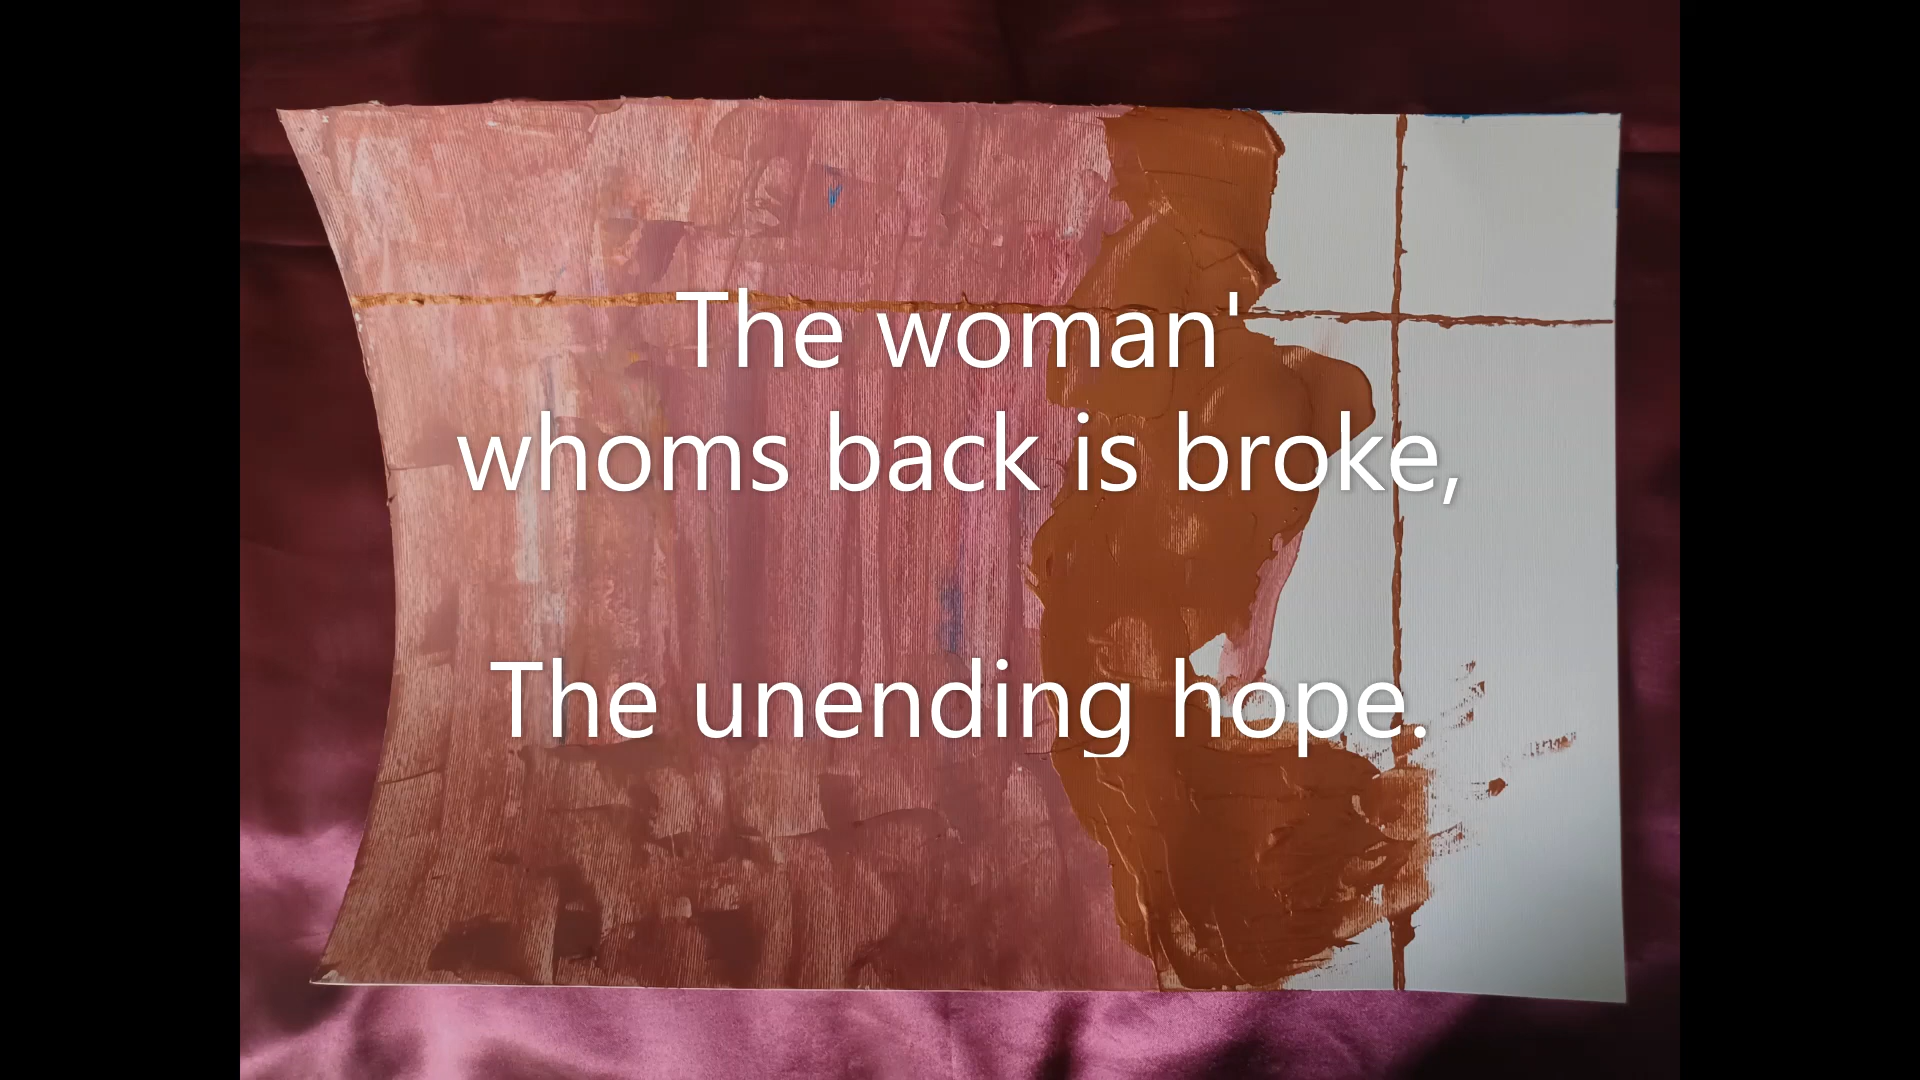 The woman'
whoms back is broke,
The unending hope.